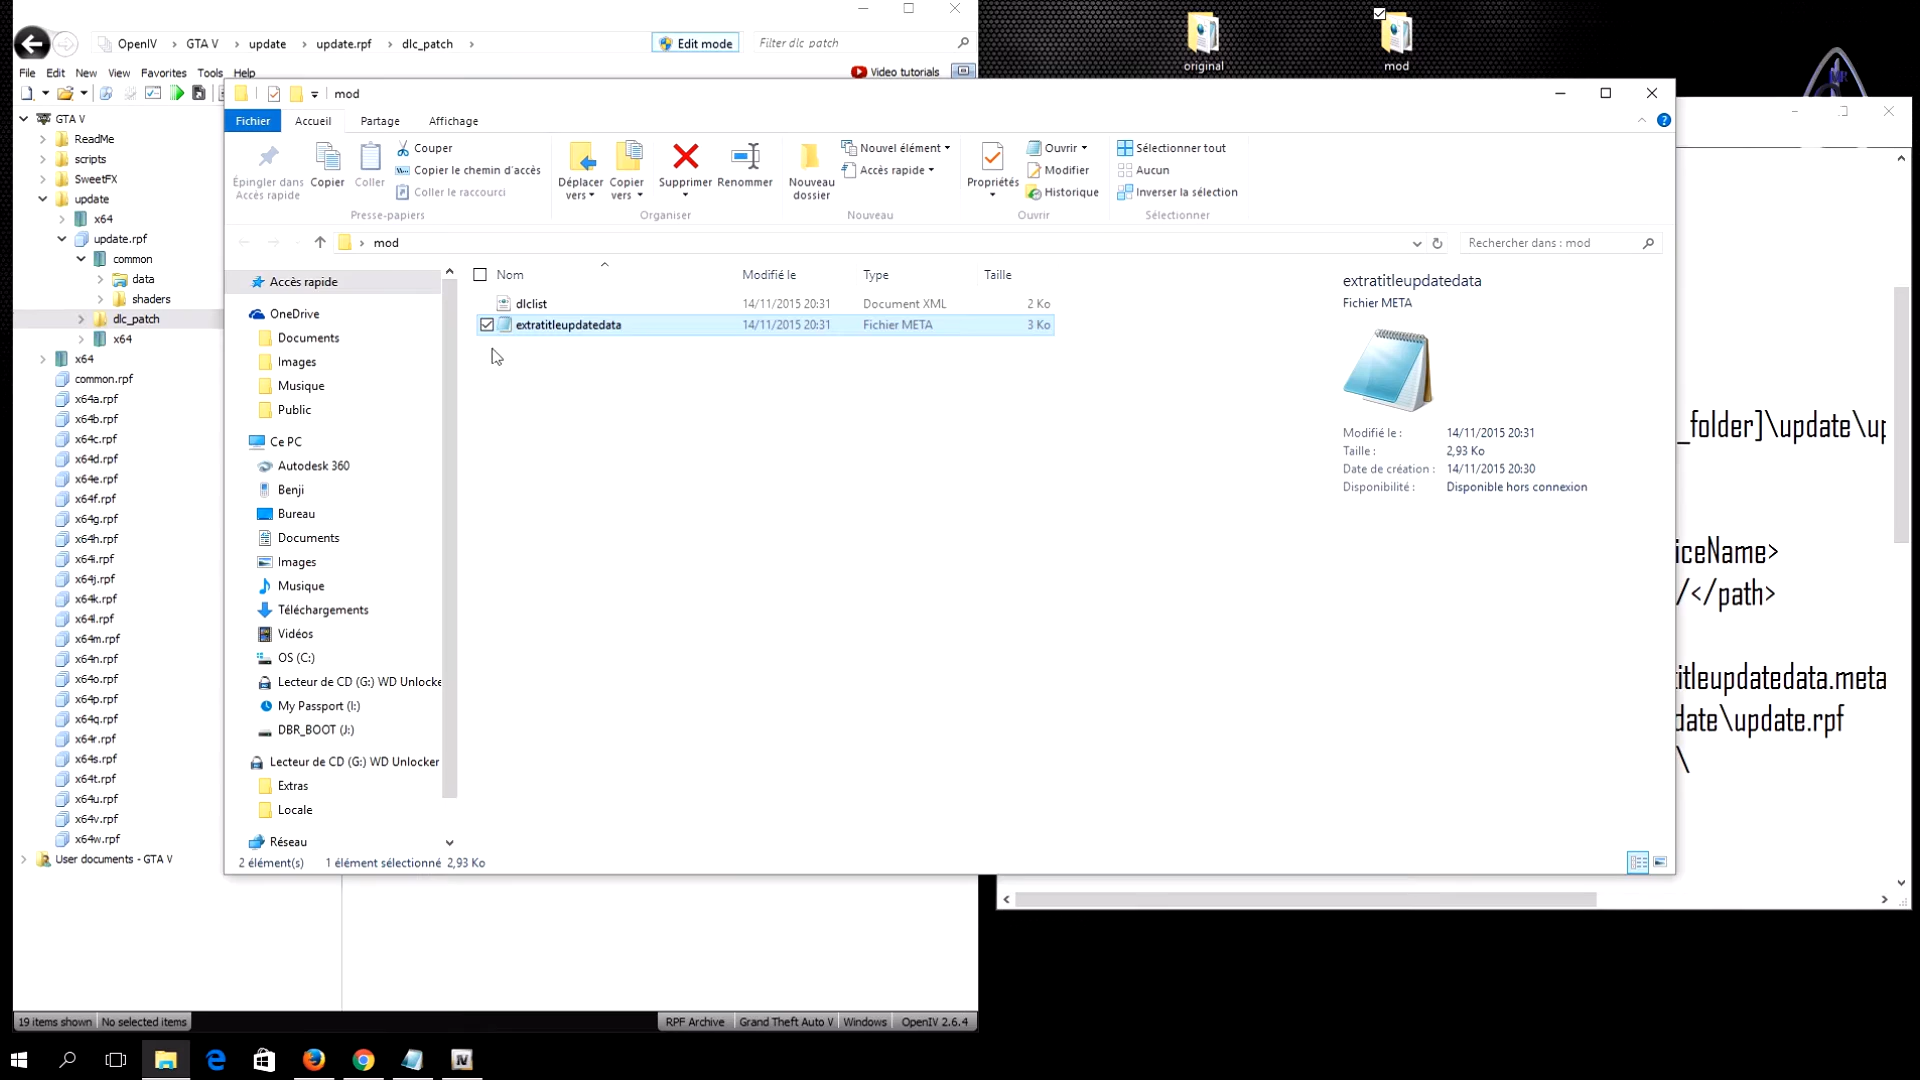 OpenIV
GTA V
update
update.rpf
dlc_patch
Edit mode
Filter dlc_patch
File Edit New View Favorites Tools Help
Video tutorials
original
mod
GTA V
ReadMe
scripts
SweetFX
update
x64
update.rpf
common
data
shaders
dlc_patch
x64
x64
common.rpf
x64a.rpf
x64b.rpf
x64c.rpf
x64d.rpf
x64e.rpf
x64f.rpf
x64g.rpf
x64h.rpf
x64i.rpf
x64j.rpf
x64k.rpf
x64l.rpf
x64m.rpf
x64n.rpf
x64o.rpf
x64p.rpf
x64q.rpf
x64r.rpf
x64s.rpf
x64t.rpf
x64u.rpf
x64v.rpf
x64w.rpf
User documents - GTA V
19 items shown No selected items
RPF Archive Grand Theft Auto V Windows OpenIV 2.6.4
mod
Fichier Accueil Partage Affichage
Épingler dans
Accès rapide
Copier
Coller
Couper
Copier le chemin d'accès
Coller le raccourci
Presse-papiers
Déplacer
vers
Copier
vers
Supprimer
Renommer
Organiser
Nouveau
dossier
Nouvel élément
Accès rapide
Nouveau
Propriétés
Ouvrir
Modifier
Historique
Ouvrir
Sélectionner tout
Aucun
Inverser la sélection
Sélectionner
mod
Rechercher dans : mod
Accès rapide
OneDrive
Documents
Images
Musique
Public
Ce PC
Autodesk 360
Benji
Bureau
Documents
Images
Musique
Téléchargements
Vidéos
OS (C:)
Lecteur de CD (G:) WD Unlocke
My Passport (I:)
DBR_BOOT (J:)
Lecteur de CD (G:) WD Unlocker
Extras
Locale
Réseau
Nom Modifié le Type Taille
dlclist 14/11/2015 20:31 Document XML 2 Ko
extratitleupdatedata 14/11/2015 20:31 Fichier META 3 Ko
extratitleupdatedata
Fichier META
Modifié le : 14/11/2015 20:31
Taille : 2,93 Ko
Date de création : 14/11/2015 20:30
Disponibilité : Disponible hors connexion
2 élément(s) 1 élément sélectionné 2,93 Ko
_folder]\update\up
iceName>
/</path>
itleupdatedata.meta
date\update.rpf
\
IV